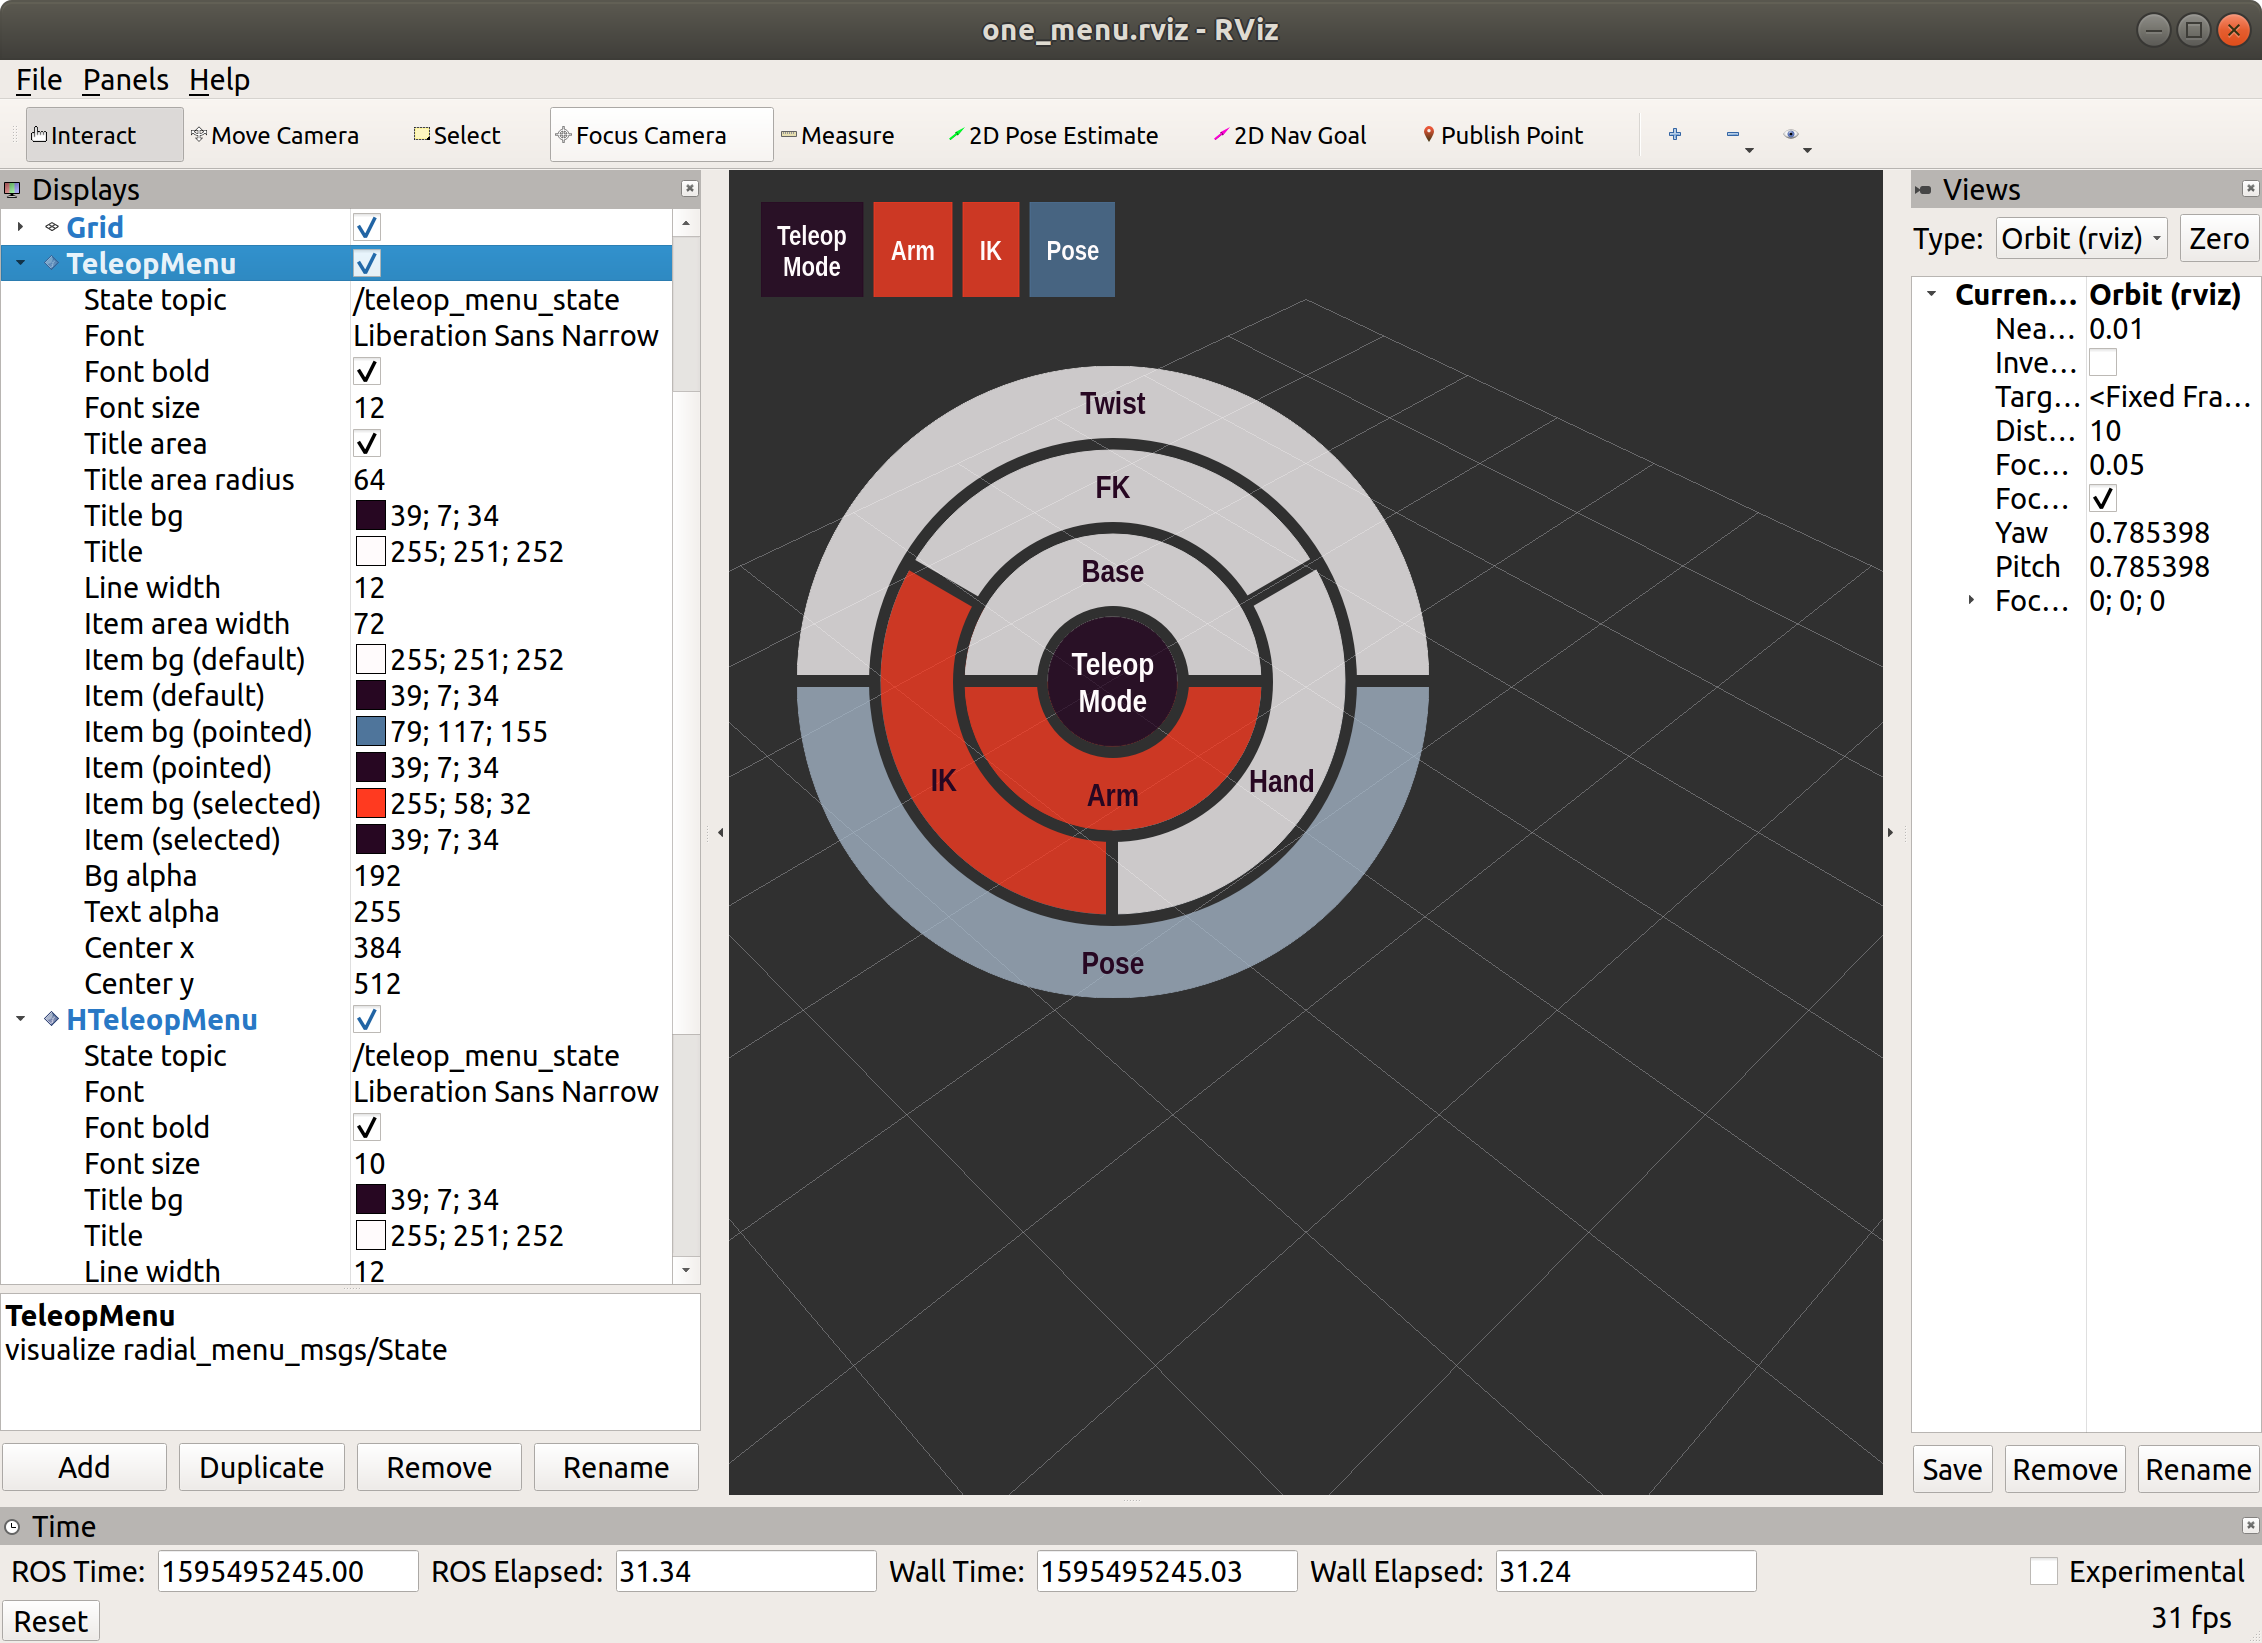 one_menu.rviz - RViz
File Panels Help
Interact Move Camera Select Focus Camera Measure 2D Pose Estimate 2D Nav Goal Publish Point
Displays
Grid
TeleopMenu
State topic /teleop_menu_state
Font Liberation Sans Narrow
Font bold
Font size 12
Title area
Title area radius 64
Title bg 39; 7; 34
Title 255; 251; 252
Line width 12
Item area width 72
Item bg (default) 255; 251; 252
Item (default) 39; 7; 34
Item bg (pointed) 79; 117; 155
Item (pointed) 39; 7; 34
Item bg (selected) 255; 58; 32
Item (selected) 39; 7; 34
Bg alpha 192
Text alpha 255
Center x 384
Center y 512
HTeleopMenu
State topic /teleop_menu_state
Font Liberation Sans Narrow
Font bold
Font size 10
Title bg 39; 7; 34
Title 255; 251; 252
Line width 12
TeleopMenu
visualize radial_menu_msgs/State
Add Duplicate Remove Rename
Teleop
Mode
Arm
IK
Pose
Twist
FK
Base
Teleop
Mode
IK
Arm
Hand
Pose
Views
Type: Orbit (rviz) Zero
Curren... Orbit (rviz)
Nea... 0.01
Inve...
Targ... <Fixed Fra...
Dist... 10
Foc... 0.05
Foc...
Yaw 0.785398
Pitch 0.785398
Foc... 0; 0; 0
Save Remove Rename
Time
ROS Time: 1595495245.00 ROS Elapsed: 31.34 Wall Time: 1595495245.03 Wall Elapsed: 31.24 Experimental
Reset 31 fps